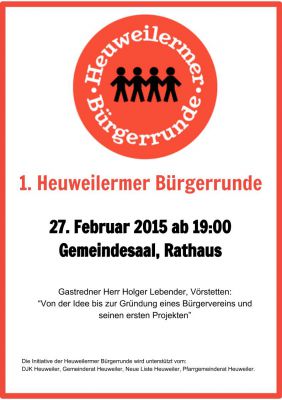 Heuweilermer
Bürgerrunde
1. Heuweilermer Bürgerrunde
27. Februar 2015 ab 19:00
Gemeindesaal, Rathaus
Gastredner Herr Holger Lebender, Vörstetten:
"Von der Idee bis zur Gründung eines Bürgervereins und
seinen ersten Projekten"
Die Initiative der Heuweilermer Bürgerrunde wird unterstützt vom:
DJK Heuweiler, Gemeinderat Heuweiler, Neue Liste Heuweiler, Pfarrgemeinderat Heuweiler.